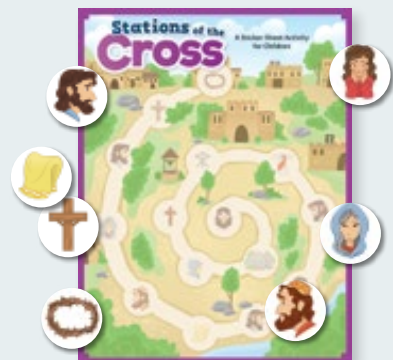 Stations of the
Cross
A Sticker Sheet Activity
for Children